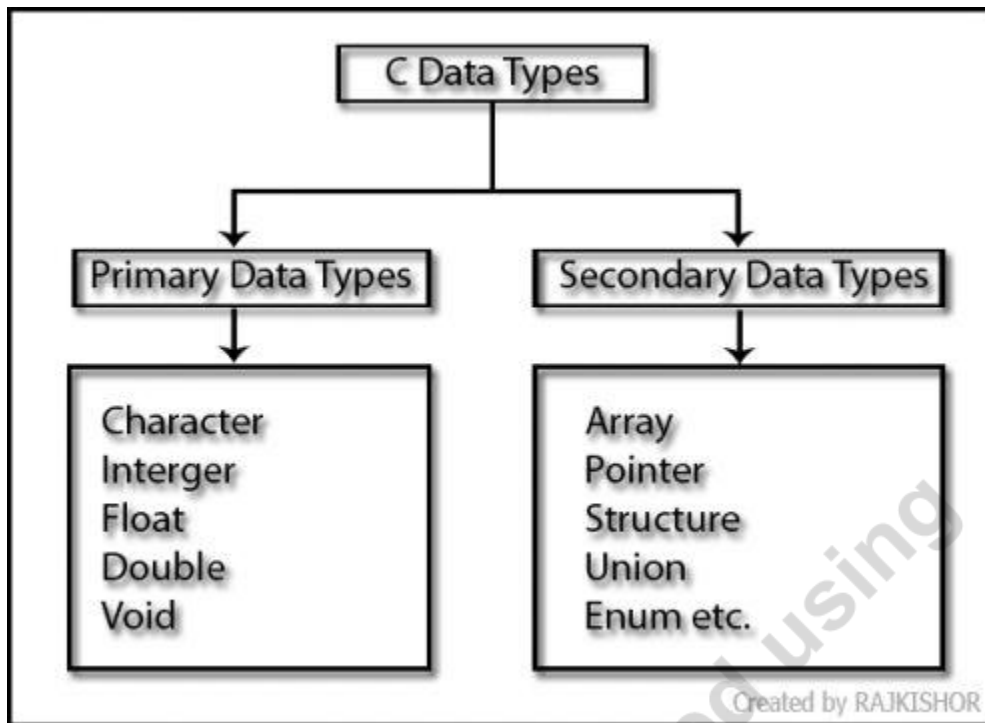 C Data Types
Primary Data Types
Secondary Data Types
Character
Interger
Float
Double
Void
Array
Pointer
Structure
Union
Enum etc.
using
Created by RAJKISHOR